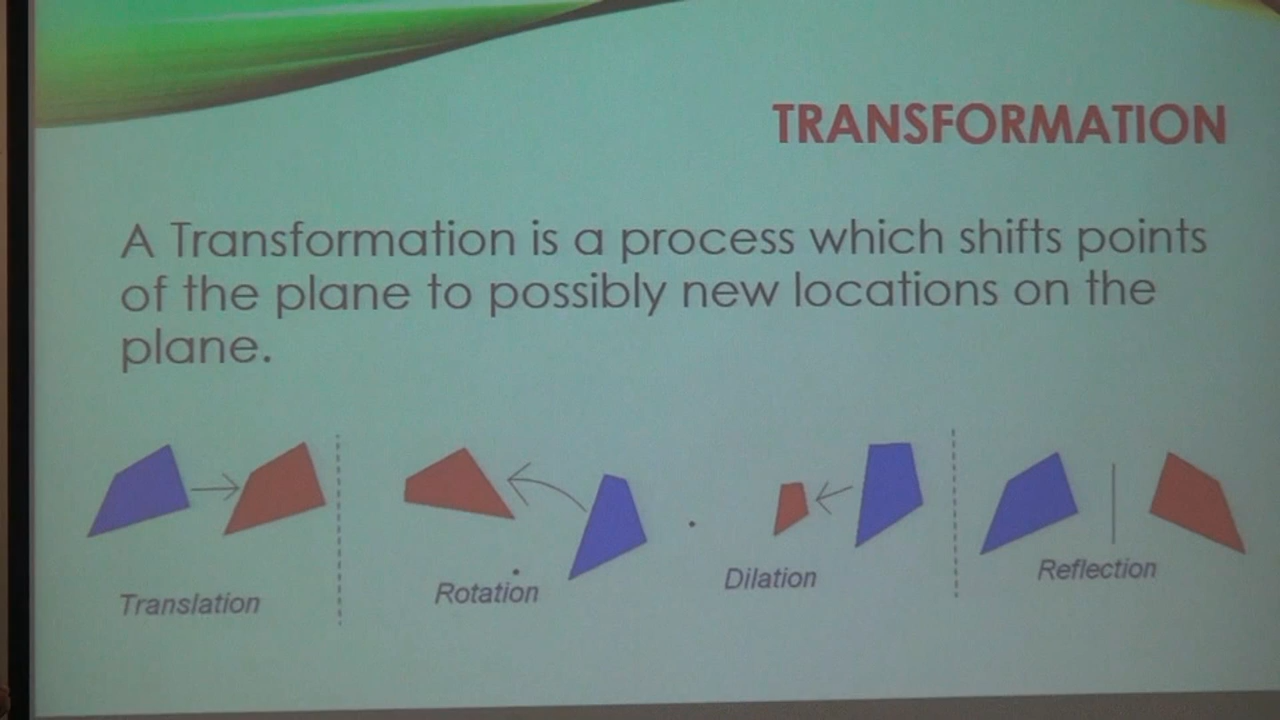 TRANSFORMATION
A Transformation is a process which shifts points
of the plane to possibly new locations on the
plane.
Translation
Rotation
Dilation
Reflection